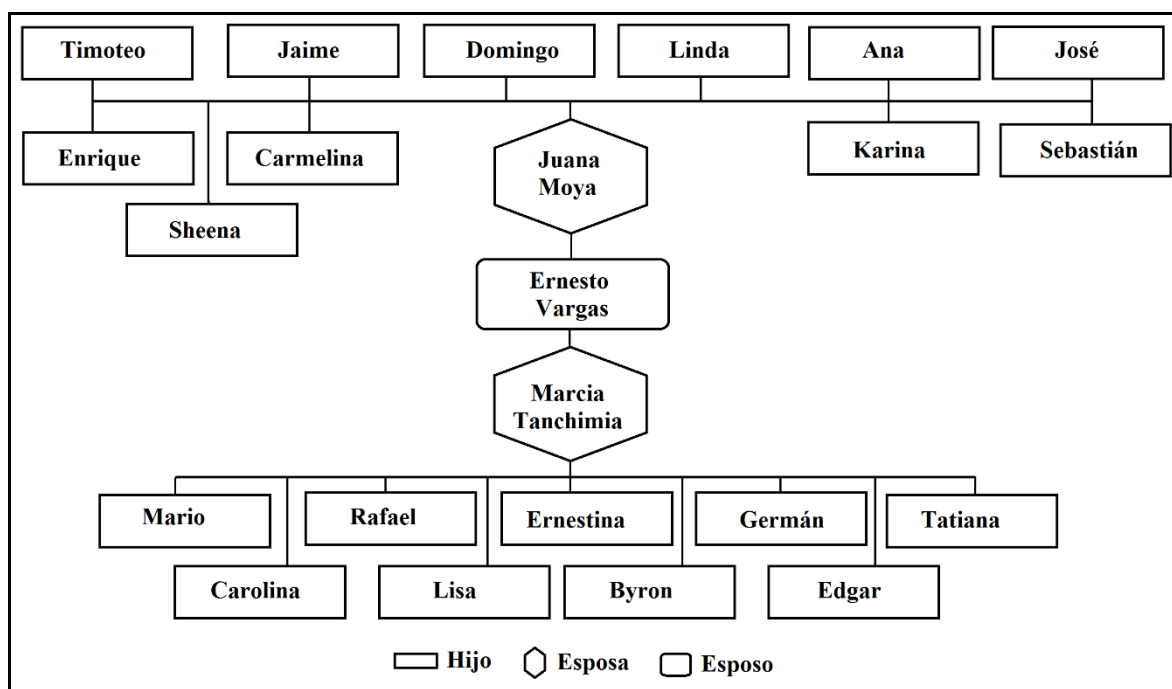 Timoteo
Jaime
Domingo
Linda
Ana
José
Enrique
Carmelina
Juana
Moya
Karina
Sebastián
Sheena
Ernesto
Vargas
Marcia
Tanchimia
Mario
Rafael
Ernestina
Germán
Tatiana
Carolina
Lisa
Byron
Edgar
Hijo
Esposa
Esposo